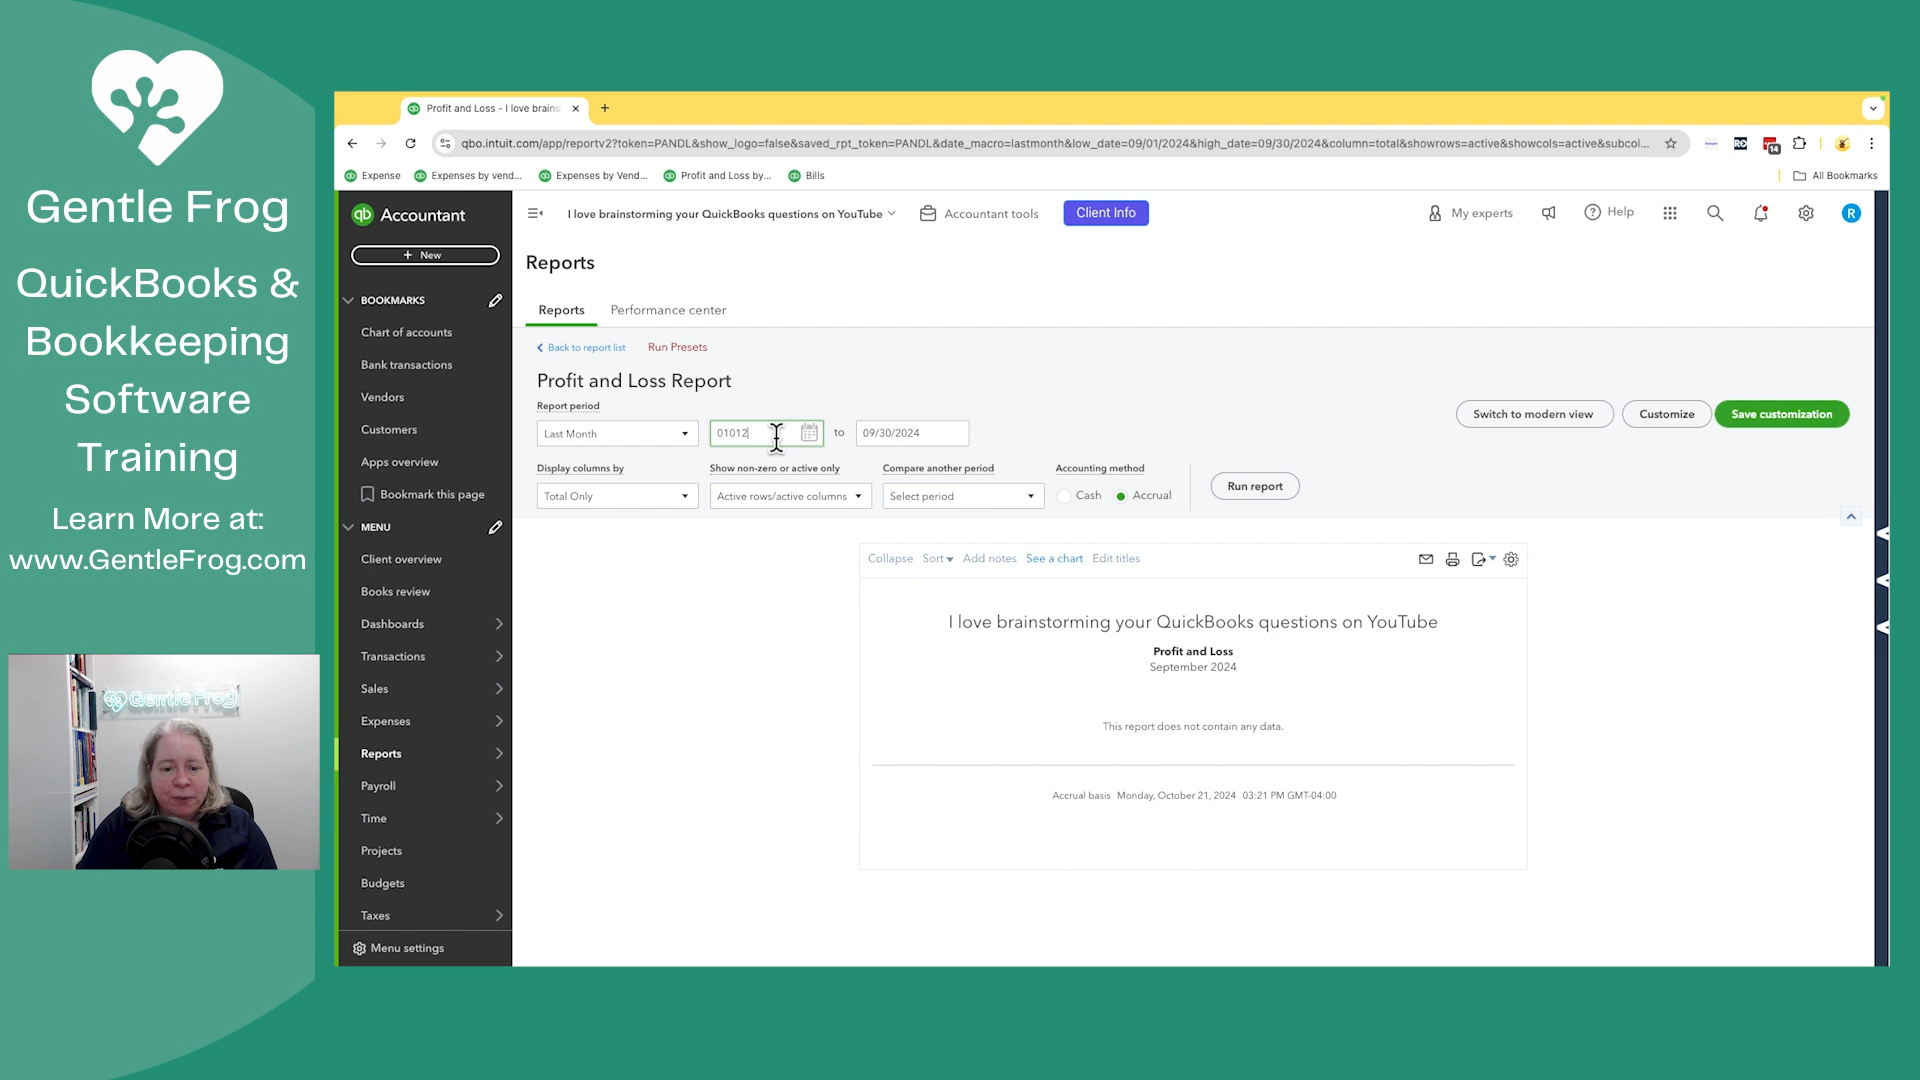 Gentle Frog
QuickBooks &
Bookkeeping
Software
Training
Learn More at:
www.GentleFrog.com
Gentle Frog
Profit and Loss - I love brains
qbo.intuit.com/app/reportv2?token=PANDL&show_logo=false&saved_rpt_token=PANDL&date_macro=lastmonth&low_date=09/01/2024&high_date=09/30/2024&column=total&showrows=active&showcols=active&subcol...
14
Expense
Expenses by vend...
Expenses by Vend...
Profit and Loss by...
Bills
All Bookmarks
qb Accountant
+ New
BOOKMARKS
Chart of accounts
Bank transactions
Vendors
Customers
Apps overview
Bookmark this page
MENU
Client overview
Books review
Dashboards
Transactions
Sales
Expenses
Reports
Payroll
Time
Projects
Budgets
Taxes
Menu settings
I love brainstorming your QuickBooks questions on YouTube
Accountant tools
Client Info
My experts
Help
R
Reports
Reports Performance center
Back to report list Run Presets
Profit and Loss Report
Report period
Last Month 01012 to 09/30/2024
Switch to modern view Customize Save customization
Display columns by Show non-zero or active only Compare another period Accounting method
Total Only Active rows/active columns Select period Cash Accrual
Run report
Collapse Sort Add notes See a chart Edit titles
I love brainstorming your QuickBooks questions on YouTube
Profit and Loss
September 2024
This report does not contain any data.
Accrual basis Monday, October 21, 2024 03:21 PM GMT-04:00